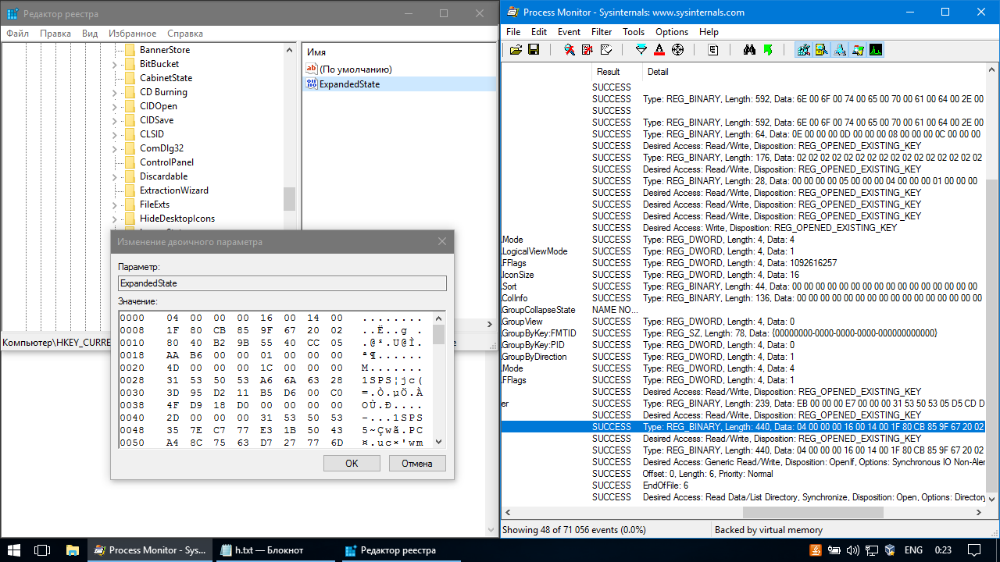 Редактор реестра
Файл Правка Вид Избранное Справка
BannerStore
BitBucket
CabinetState
CD Burning
CIDOpen
CIDSave
CLSID
ComDlg32
ControlPanel
Discardable
ExtractionWizard
FileExts
HideDesktopIcons
Имя
(По умолчанию)
ExpandedState
Компьютер\HKEY_CURRE
Изменение двоичного параметра
Параметр:
ExpandedState
Значение:
0000 04 00 00 00 16 00 14 00 ........
0008 1F 80 CB 85 9F 67 20 02 ..Ë..g .
0010 80 40 B2 9B 55 40 CC 05 .@².U@Ì.
0018 AA B6 00 00 01 00 00 00 ª¶......
0020 4D 00 00 00 1C 00 00 00 M.......
0028 31 53 50 53 A6 6A 63 28 1SPS¦jc(
0030 3D 95 D2 11 B5 D6 00 C0 =.Ò.µÖ.À
0038 4F D9 18 D0 00 00 00 00 OÙ.Ð....
0040 2D 00 00 00 31 53 50 53 -...1SPS
0048 35 7E C7 77 E3 1B 50 43 5~Çwã.PC
0050 A4 8C 75 63 D7 27 77 6D ¤.uc×'wm
OK Отмена
Process Monitor - Sysinternals: www.sysinternals.com
File Edit Event Filter Tools Options Help
Result Detail
SUCCESS
SUCCESS Type: REG_BINARY, Length: 592, Data: 6E 00 6F 00 74 00 65 00 70 00 61 00 64 00 2E 00
SUCCESS
SUCCESS Type: REG_BINARY, Length: 592, Data: 6E 00 6F 00 74 00 65 00 70 00 61 00 64 00 2E 00
SUCCESS Type: REG_BINARY, Length: 64, Data: 0E 00 00 00 0D 00 00 00 08 00 00 00 0C 00 00 00
SUCCESS Desired Access: Read/Write, Disposition: REG_OPENED_EXISTING_KEY
SUCCESS Type: REG_BINARY, Length: 176, Data: 02 02 02 02 02 02 02 02 02 02 02 02 02 02 02 02
SUCCESS Desired Access: Read/Write, Disposition: REG_OPENED_EXISTING_KEY
SUCCESS Type: REG_BINARY, Length: 28, Data: 00 00 00 00 05 00 00 00 04 00 00 00 01 00 00 00
SUCCESS Desired Access: Read/Write, Disposition: REG_OPENED_EXISTING_KEY
SUCCESS Desired Access: Read/Write, Disposition: REG_OPENED_EXISTING_KEY
SUCCESS Desired Access: Read/Write, Disposition: REG_OPENED_EXISTING_KEY
SUCCESS Desired Access: Write, Disposition: REG_OPENED_EXISTING_KEY
.Mode SUCCESS Type: REG_DWORD, Length: 4, Data: 4
.LogicalViewMode SUCCESS Type: REG_DWORD, Length: 4, Data: 1
.FFlags SUCCESS Type: REG_DWORD, Length: 4, Data: 1092616257
.IconSize SUCCESS Type: REG_DWORD, Length: 4, Data: 16
.Sort SUCCESS Type: REG_BINARY, Length: 44, Data: 00 00 00 00 00 00 00 00 00 00 00 00 00 00 00 00
.ColInfo SUCCESS Type: REG_BINARY, Length: 136, Data: 00 00 00 00 00 00 00 00 00 00 00 00 00 00 00 00
.GroupCollapseState NAME NO...
.GroupView SUCCESS Type: REG_DWORD, Length: 4, Data: 0
.GroupByKey:FMTID SUCCESS Type: REG_SZ, Length: 78, Data: {00000000-0000-0000-0000-000000000000}
.GroupByKey:PID SUCCESS Type: REG_DWORD, Length: 4, Data: 0
.GroupByDirection SUCCESS Type: REG_DWORD, Length: 4, Data: 1
.Mode SUCCESS Type: REG_DWORD, Length: 4, Data: 4
.FFlags SUCCESS Type: REG_DWORD, Length: 4, Data: 1
SUCCESS Desired Access: Read/Write, Disposition: REG_OPENED_EXISTING_KEY
er SUCCESS Type: REG_BINARY, Length: 239, Data: EB 00 00 00 E7 00 00 00 31 53 50 53 05 D5 CD D
SUCCESS Desired Access: Read/Write, Disposition: REG_OPENED_EXISTING_KEY
SUCCESS Type: REG_BINARY, Length: 440, Data: 04 00 00 00 16 00 14 00 1F 80 CB 85 9F 67 20 02
SUCCESS Desired Access: Read/Write, Disposition: REG_OPENED_EXISTING_KEY
SUCCESS Type: REG_BINARY, Length: 440, Data: 04 00 00 00 16 00 14 00 1F 80 CB 85 9F 67 20 02
SUCCESS Desired Access: Generic Read/Write, Disposition: OpenIf, Options: Synchronous IO Non-Aler
SUCCESS Offset: 0, Length: 6, Priority: Normal
SUCCESS EndOfFile: 6
SUCCESS Desired Access: Read Data/List Directory, Synchronize, Disposition: Open, Options: Directory
Showing 48 of 71 056 events (0.0%) Backed by virtual memory
Process Monitor - Sys... h.txt — Блокнот Редактор реестра ENG 0:23